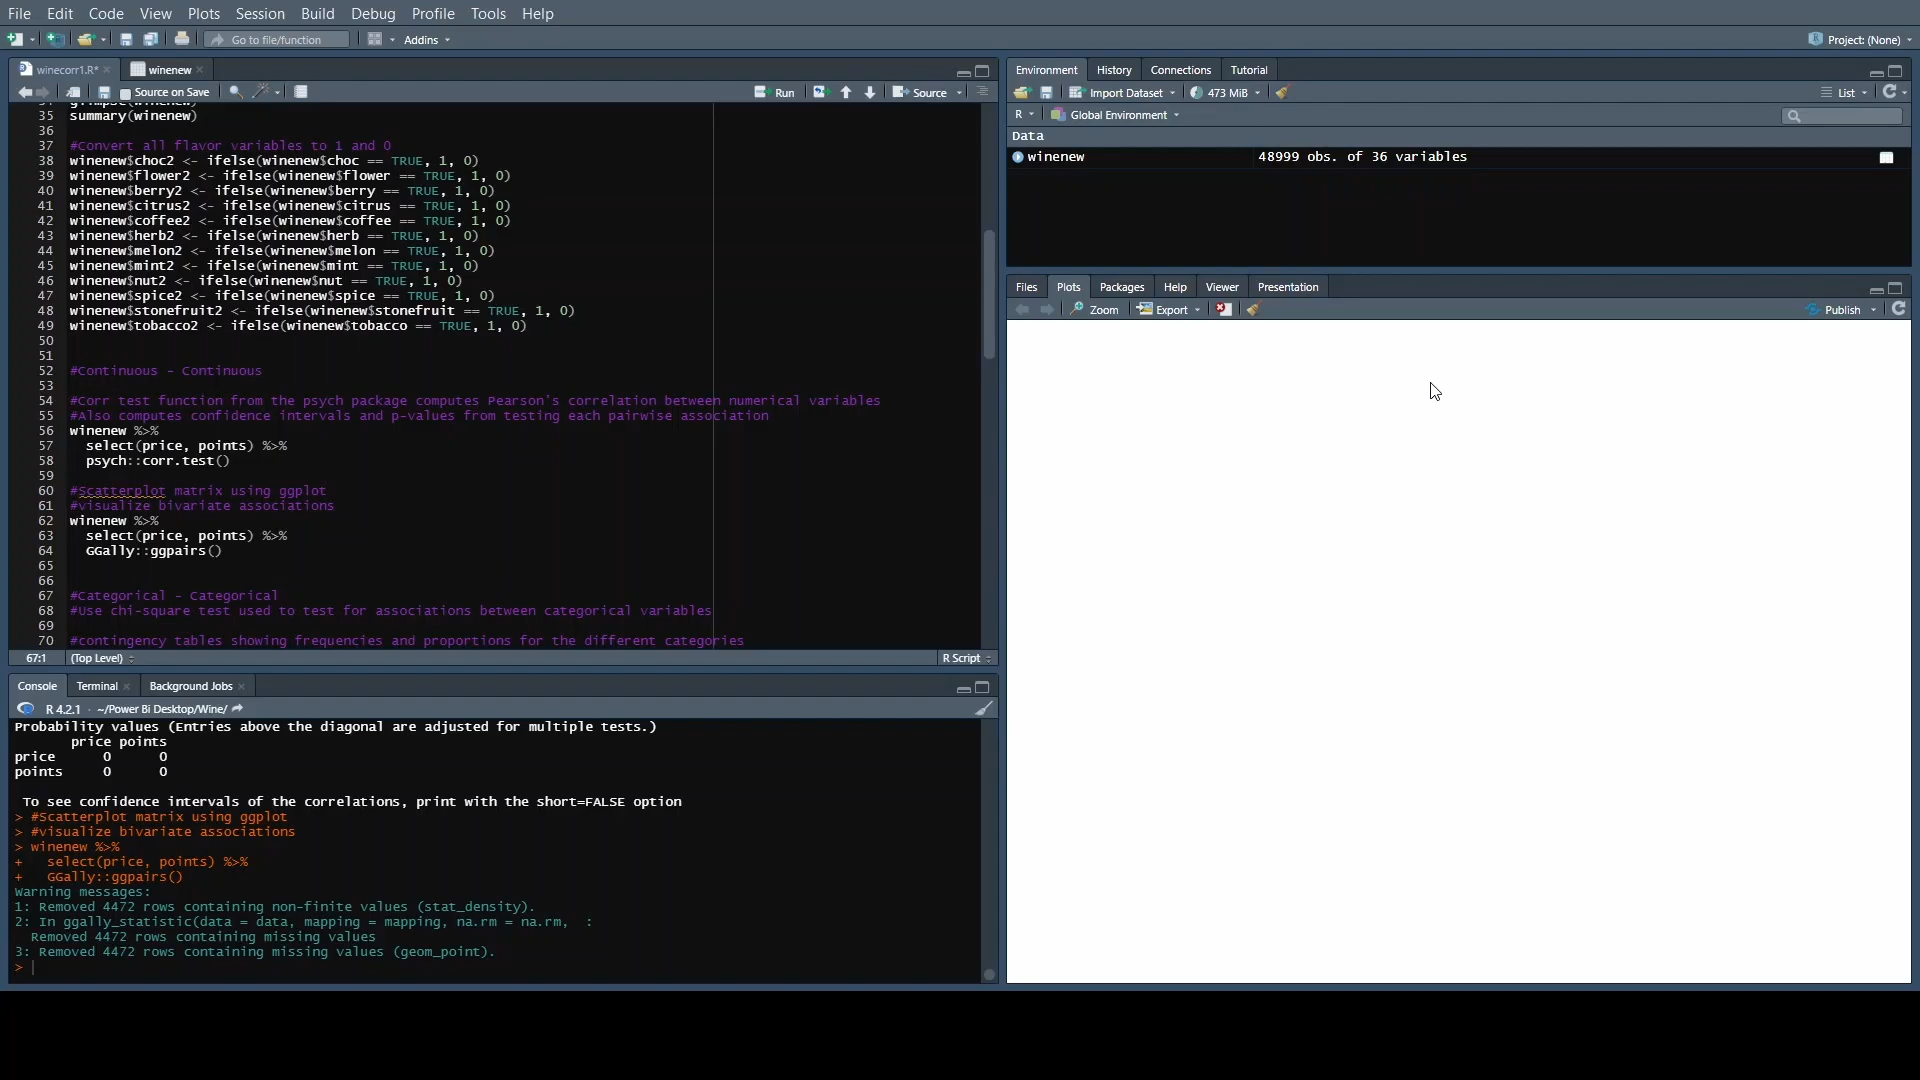 File Edit Code View Plots Session Build Debug Profile Tools Help
Go to file/function Addins Project: (None)
winecorr1.R* winenew
Source on Save Run Source
35 summary(winenew)
36
37 #Convert all flavor variables to 1 and 0
38 winenew$choc2 <- ifelse(winenew$choc == TRUE, 1, 0)
39 winenew$flower2 <- ifelse(winenew$flower == TRUE, 1, 0)
40 winenew$berry2 <- ifelse(winenew$berry == TRUE, 1, 0)
41 winenew$citrus2 <- ifelse(winenew$citrus == TRUE, 1, 0)
42 winenew$coffee2 <- ifelse(winenew$coffee == TRUE, 1, 0)
43 winenew$herb2 <- ifelse(winenew$herb == TRUE, 1, 0)
44 winenew$melon2 <- ifelse(winenew$melon == TRUE, 1, 0)
45 winenew$mint2 <- ifelse(winenew$mint == TRUE, 1, 0)
46 winenew$nut2 <- ifelse(winenew$nut == TRUE, 1, 0)
47 winenew$spice2 <- ifelse(winenew$spice == TRUE, 1, 0)
48 winenew$stonefruit2 <- ifelse(winenew$stonefruit == TRUE, 1, 0)
49 winenew$tobacco2 <- ifelse(winenew$tobacco == TRUE, 1, 0)
50
51
52 #Continuous - Continuous
53
54 #Corr test function from the psych package computes Pearson's correlation between numerical variables
55 #Also computes confidence intervals and p-values from testing each pairwise association
56 winenew %>%
57 select(price, points) %>%
58 psych::corr.test()
59
60 #Scatterplot matrix using ggplot
61 #visualize bivariate associations
62 winenew %>%
63 select(price, points) %>%
64 GGally::ggpairs()
65
66
67 #Categorical - Categorical
68 #Use chi-square test used to test for associations between categorical variables
69
70 #contingency tables showing frequencies and proportions for the different categories
67:1 (Top Level) R Script
Console Terminal Background Jobs
R 4.2.1 · ~/Power Bi Desktop/Wine/
Probability values (Entries above the diagonal are adjusted for multiple tests.)
price points
price 0 0
points 0 0
To see confidence intervals of the correlations, print with the short=FALSE option
> #Scatterplot matrix using ggplot
> #visualize bivariate associations
> winenew %>%
+ select(price, points) %>%
+ GGally::ggpairs()
Warning messages:
1: Removed 4472 rows containing non-finite values (stat_density).
2: In ggally_statistic(data = data, mapping = mapping, na.rm = na.rm, :
Removed 4472 rows containing missing values
3: Removed 4472 rows containing missing values (geom_point).
>
Environment History Connections Tutorial
Import Dataset 473 MiB List
R Global Environment
Data
winenew 48999 obs. of 36 variables
Files Plots Packages Help Viewer Presentation
Zoom Export Publish